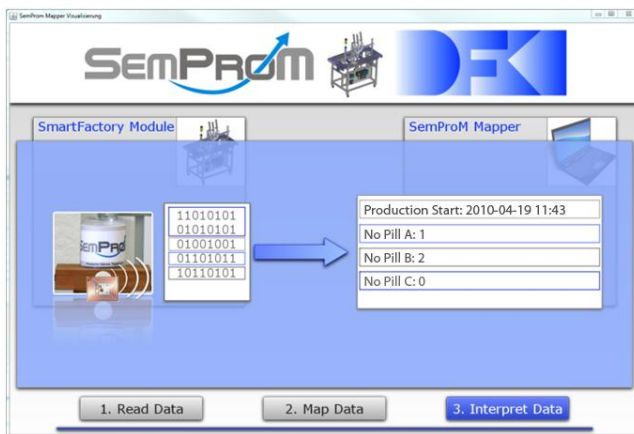 SemProm Mapper Visualisierung
SEMPROM
DFKI
SmartFactory Module
SemProM Mapper
SEMPROM
11010101
01010101
01001001
01101011
10110101
Production Start: 2010-04-19 11:43
No Pill A: 1
No Pill B: 2
No Pill C: 0
1. Read Data
2. Map Data
3. Interpret Data